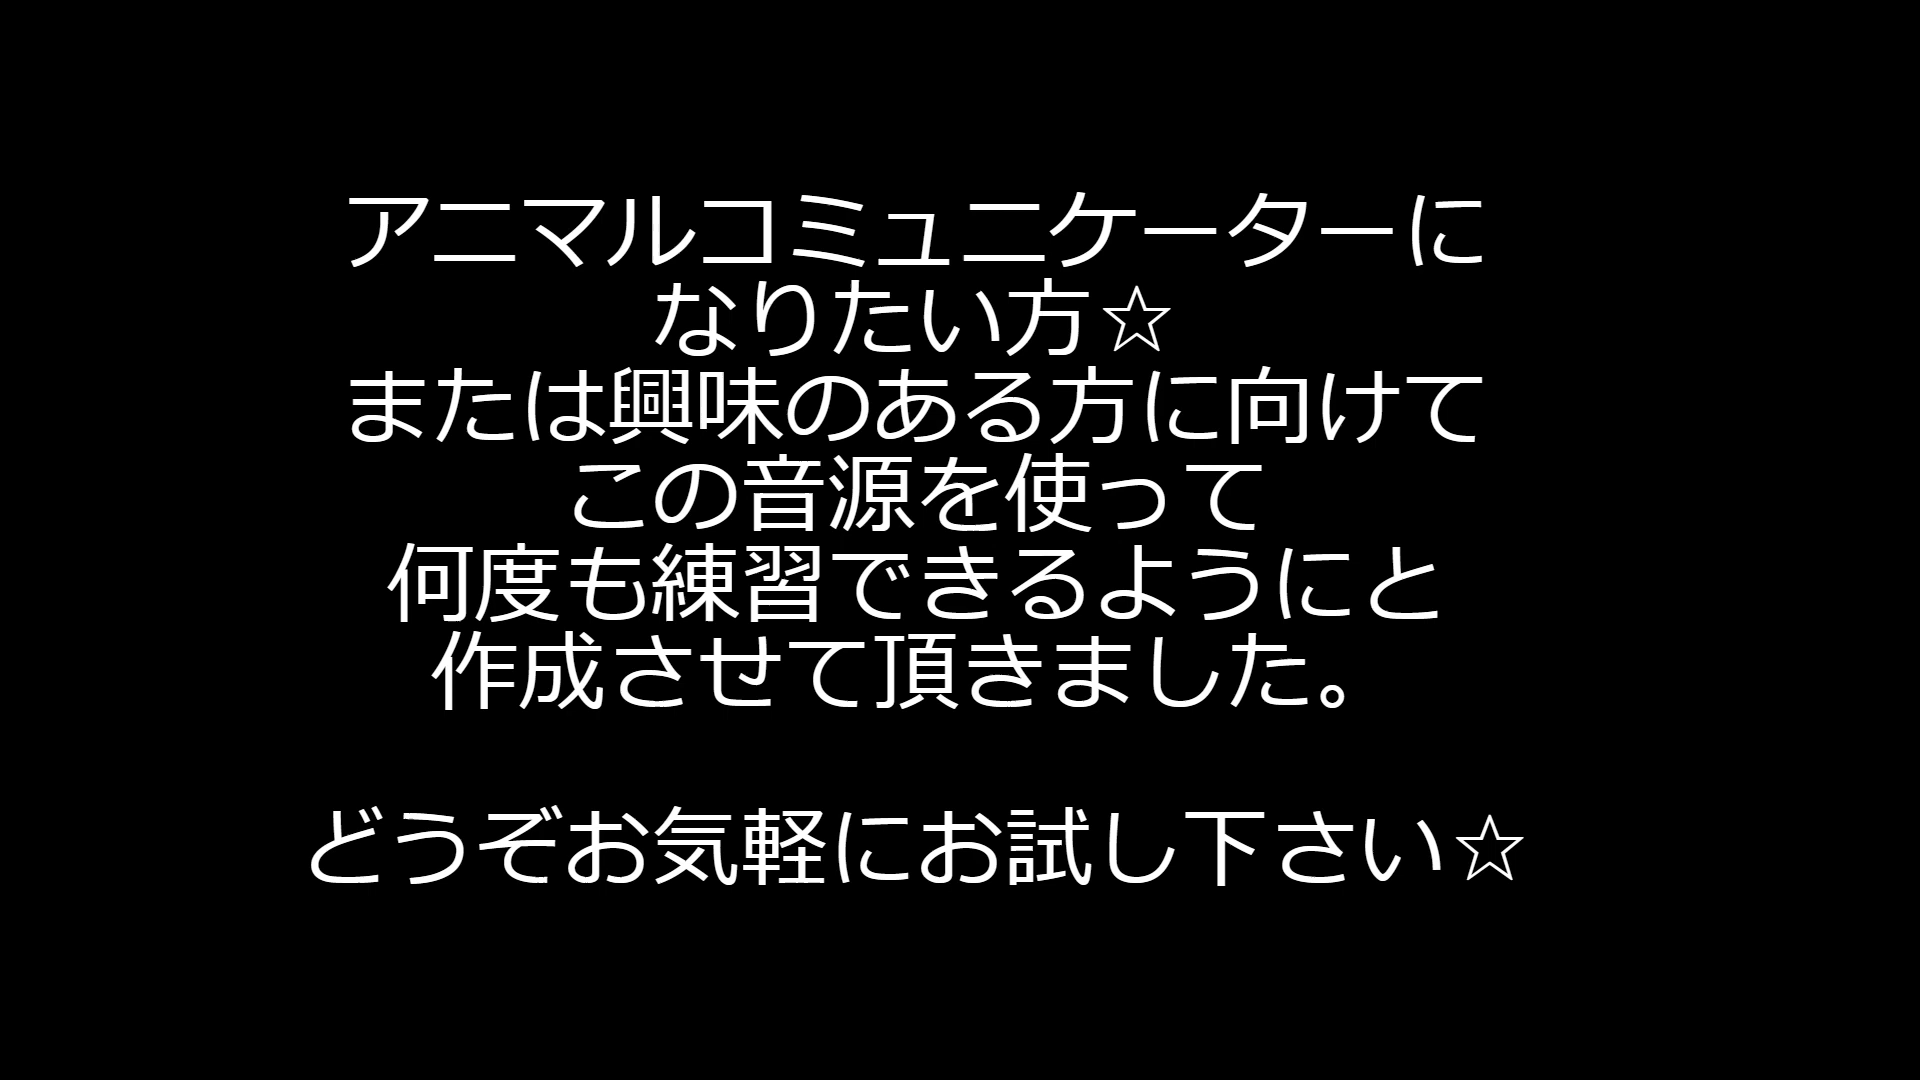 アニマルコミュニケーターに
なりたい方☆
または興味のある方に向けて
この音源を使って
何度も練習できるようにと
作成させて頂きました。
どうぞお気軽にお試し下さい☆